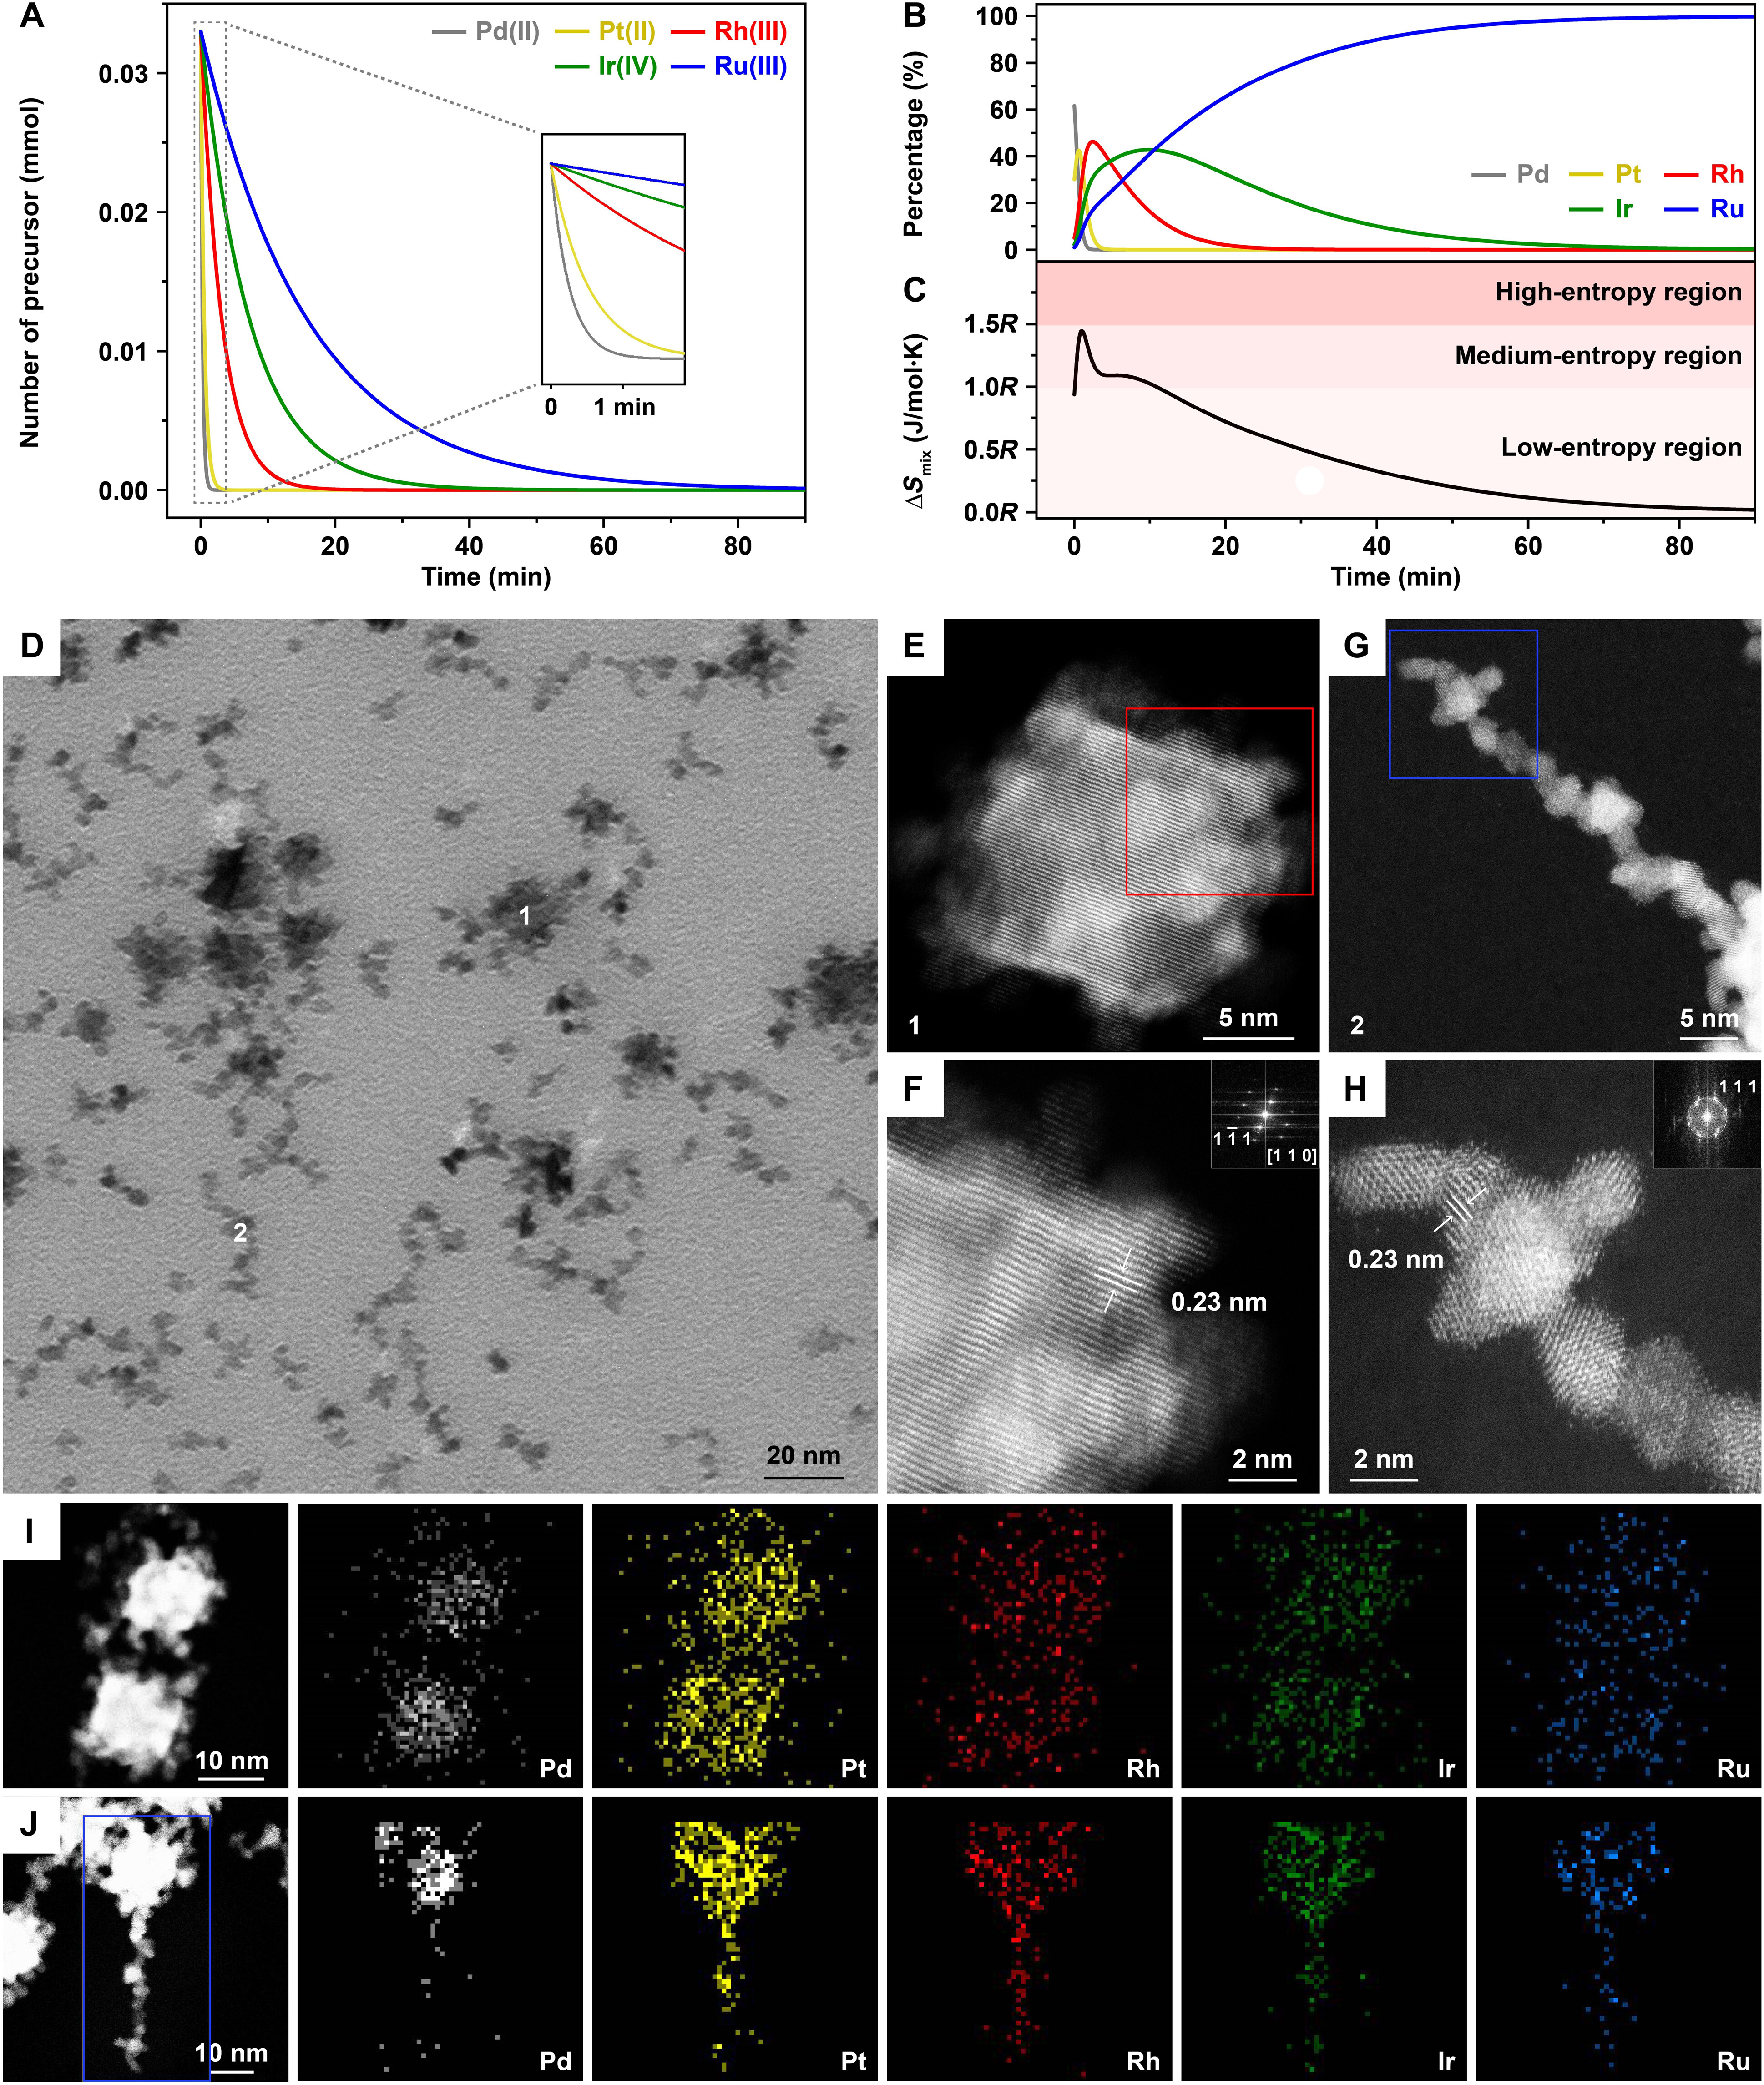 A
Pd(II) Pt(II) Rh(III)
Ir(IV) Ru(III)
Number of precursor (mmol)
0.03
0.02
0.01
0.00
0 1 min
0 20 40 60 80
Time (min)
B
Percentage (%)
100
80
60
40
20
0
Pd Pt Rh
Ir Ru
C
ΔSmix (J/mol·K)
High-entropy region
1.5R
Medium-entropy region
1.0R
0.5R
Low-entropy region
0.0R
0 20 40 60 80
Time (min)
D
1
2
20 nm
E
1
5 nm
G
2
5 nm
F
1 1̅ 1
[1 1 0]
0.23 nm
2 nm
H
1 1 1
0.23 nm
2 nm
I
10 nm
Pd
Pt
Rh
Ir
Ru
J
10 nm
Pd
Pt
Rh
Ir
Ru